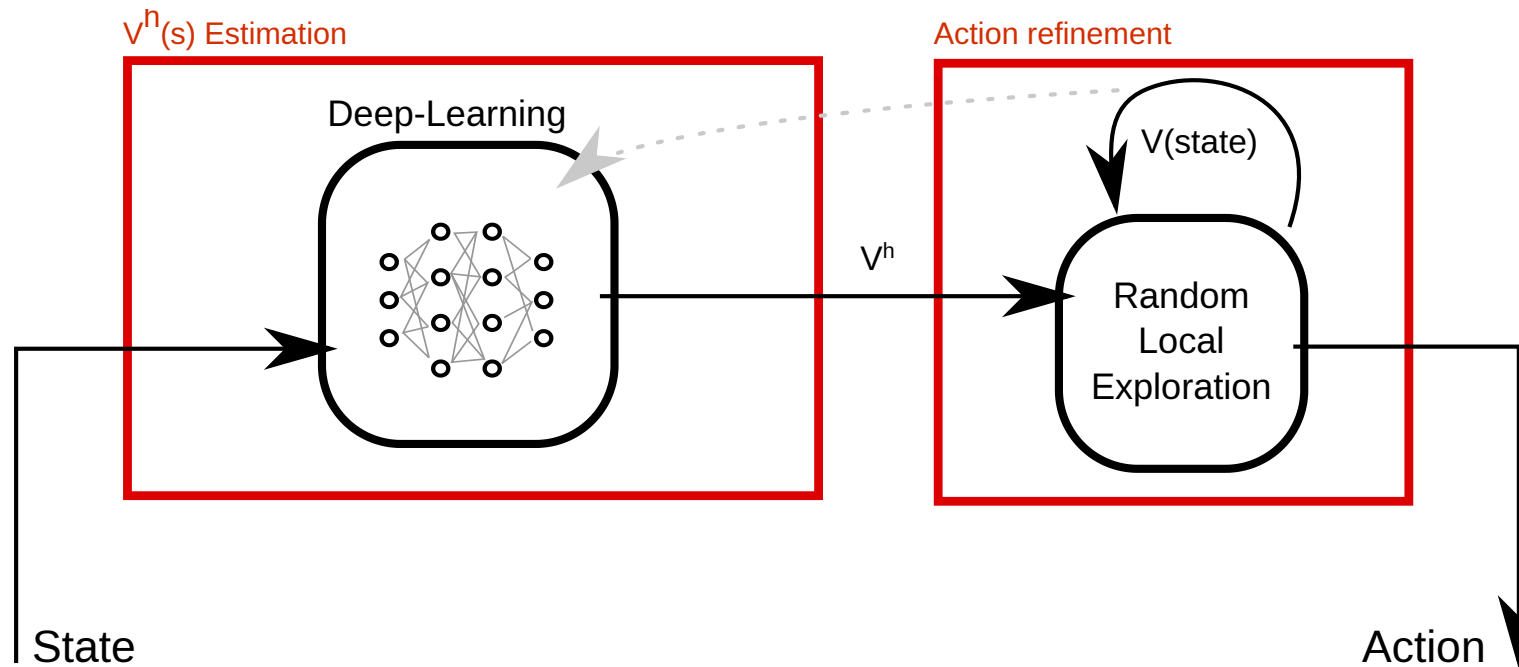 V^h(s) Estimation
Action refinement
Deep-Learning
V(state)
V^h
Random
Local
Exploration
State
Action